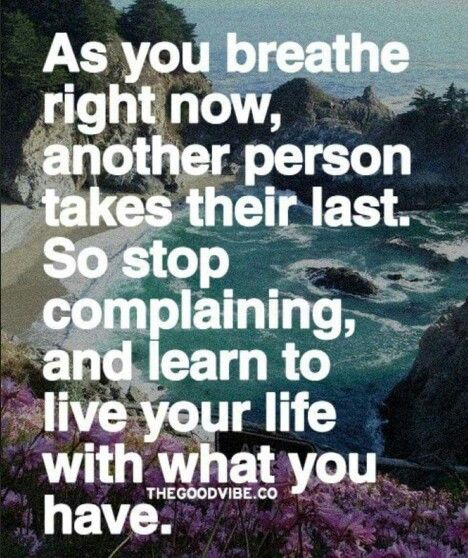 As you breathe
right now,
another person
takes their last.
So stop
complaining,
and learn to
live your life
with what you
THEGOODVIBE.CO
have.